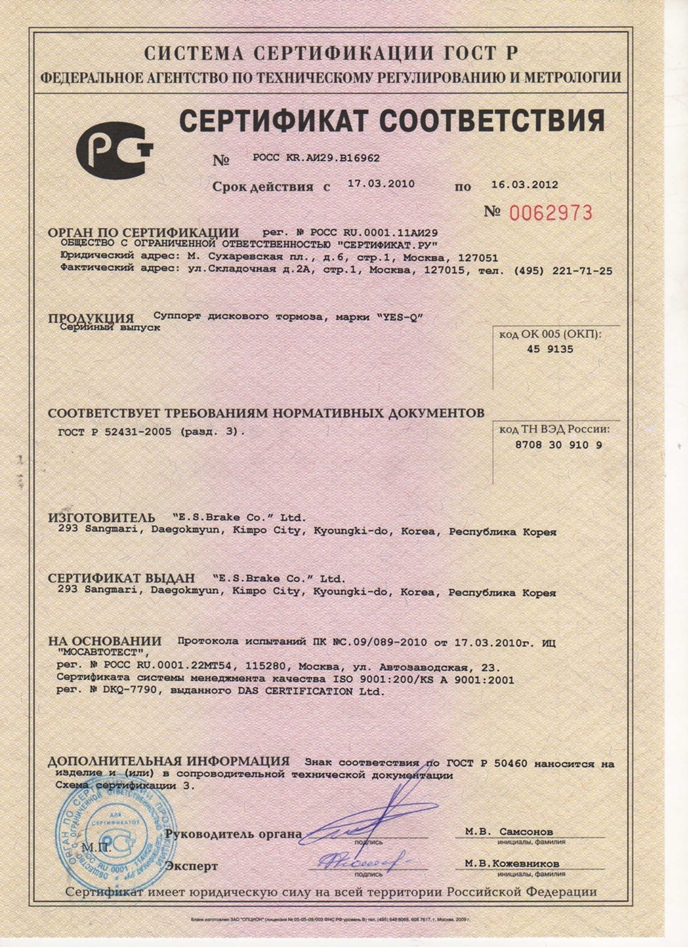 СИСТЕМА СЕРТИФИКАЦИИ ГОСТ Р
ФЕДЕРАЛЬНОЕ АГЕНТСТВО ПО ТЕХНИЧЕСКОМУ РЕГУЛИРОВАНИЮ И МЕТРОЛОГИИ
РСТ
СЕРТИФИКАТ СООТВЕТСТВИЯ
№ РОСС KR.АИ29.В16962
Срок действия с 17.03.2010 по 16.03.2012
№ 0062973
ОРГАН ПО СЕРТИФИКАЦИИ рег. № РОСС RU.0001.11АИ29
ОБЩЕСТВО С ОГРАНИЧЕННОЙ ОТВЕТСТВЕННОСТЬЮ "СЕРТИФИКАТ.РУ"
Юридический адрес: М. Сухаревская пл., д.6, стр.1, Москва, 127051
Фактический адрес: ул.Складочная д.2А, стр.1, Москва, 127015, тел. (495) 221-71-25
ПРОДУКЦИЯ Суппорт дискового тормоза, марки “YES-Q”
Серийный выпуск
код ОК 005 (ОКП):
45 9135
СООТВЕТСТВУЕТ ТРЕБОВАНИЯМ НОРМАТИВНЫХ ДОКУМЕНТОВ
ГОСТ Р 52431-2005 (разд. 3).
код ТН ВЭД России:
8708 30 910 9
ИЗГОТОВИТЕЛЬ “E.S.Brake Co.” Ltd.
293 Sangmari, Daegokmyun, Kimpo City, Kyoungki-do, Korea, Республика Корея
СЕРТИФИКАТ ВЫДАН “E.S.Brake Co.” Ltd.
293 Sangmari, Daegokmyun, Kimpo City, Kyoungki-do, Korea, Республика Корея
НА ОСНОВАНИИ Протокола испытаний ПК №С.09/089-2010 от 17.03.2010г. ИЦ
"МОСАВТОТЕСТ",
рег. № РОСС RU.0001.22МТ54, 115280, Москва, ул. Автозаводская, 23.
Сертификата системы менеджмента качества ISO 9001:200/KS A 9001:2001
рег. № DKQ-7790, выданного DAS CERTIFICATION Ltd.
ДОПОЛНИТЕЛЬНАЯ ИНФОРМАЦИЯ Знак соответствия по ГОСТ Р 50460 наносится на
изделие и (или) в сопроводительной технической документации
Схема сертификации 3.
ДЛЯ
СЕРТИФИКАТОВ
М.П.
Руководитель органа
подпись
М.В. Самсонов
инициалы, фамилия
Эксперт
подпись
М.В.Кожевников
инициалы, фамилия
Сертификат имеет юридическую силу на всей территории Российской Федерации